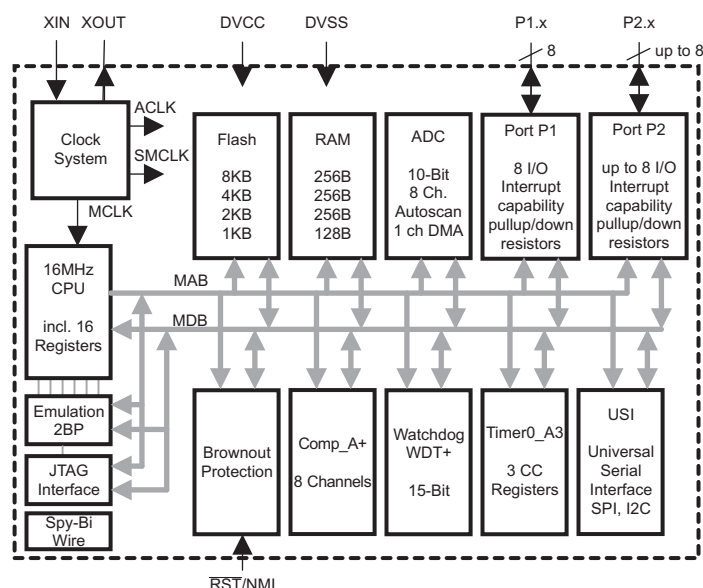 XIN XOUT DVCC DVSS P1.x P2.x
8 up to 8
Clock
System
ACLK
SMCLK
MCLK
Flash
8KB
4KB
2KB
1KB
RAM
256B
256B
256B
128B
ADC
10-Bit
8 Ch.
Autoscan
1 ch DMA
Port P1
8 I/O
Interrupt
capability
pullup/down
resistors
Port P2
up to 8 I/O
Interrupt
capability
pullup/down
resistors
16MHz
CPU
incl. 16
Registers
MAB
MDB
Emulation
2BP
JTAG
Interface
Spy-Bi
Wire
Brownout
Protection
Comp_A+
8 Channels
Watchdog
WDT+
15-Bit
Timer0_A3
3 CC
Registers
USI
Universal
Serial
Interface
SPI, I2C
RST/NMI